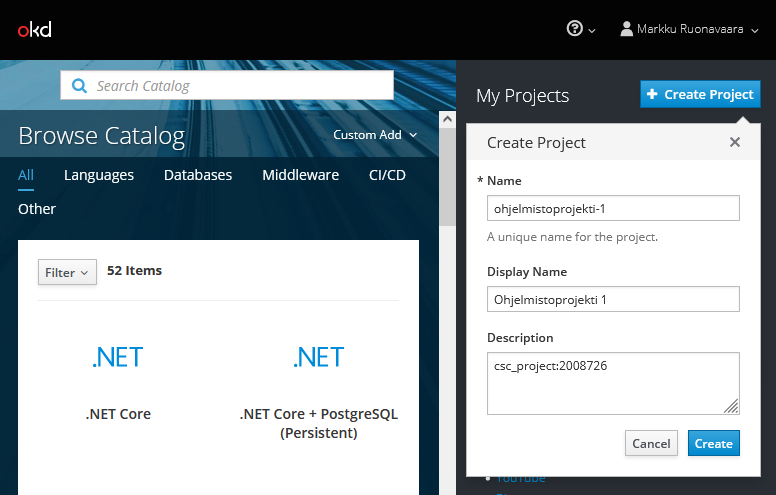 okd
Markku Ruonavaara
Search Catalog
My Projects
Create Project
Browse Catalog
Custom Add
All
Languages
Databases
Middleware
CI/CD
Other
Filter
52 Items
.NET
.NET Core
.NET
.NET Core + PostgreSQL
(Persistent)
Create Project
* Name
ohjelmistoprojekti-1
A unique name for the project.
Display Name
Ohjelmistoprojekti 1
Description
csc_project:2008726
Cancel
Create
YouTube